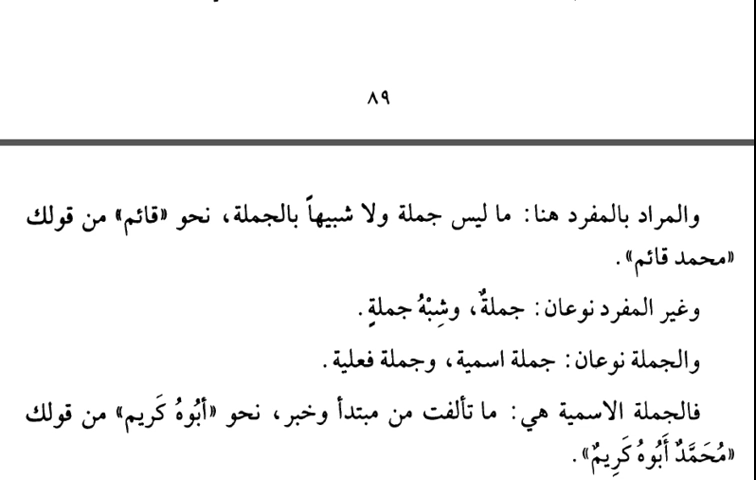 ٨٩
والمراد بالمفرد هنا: ما ليس جملة ولا شبيهاً بالجملة، نحو «قائم» من قولك
«محمد قائم».
وغير المفرد نوعان: جملةٌ، وشِبْهُ جملةٍ.
والجملة نوعان: جملة اسمية، وجملة فعلية.
فالجملة الاسمية هي: ما تألفت من مبتدأ وخبر، نحو «أبُوهُ كَريم» من قولك
«مُحَمَّدٌ أَبُوهُ كَرِيمٌ».